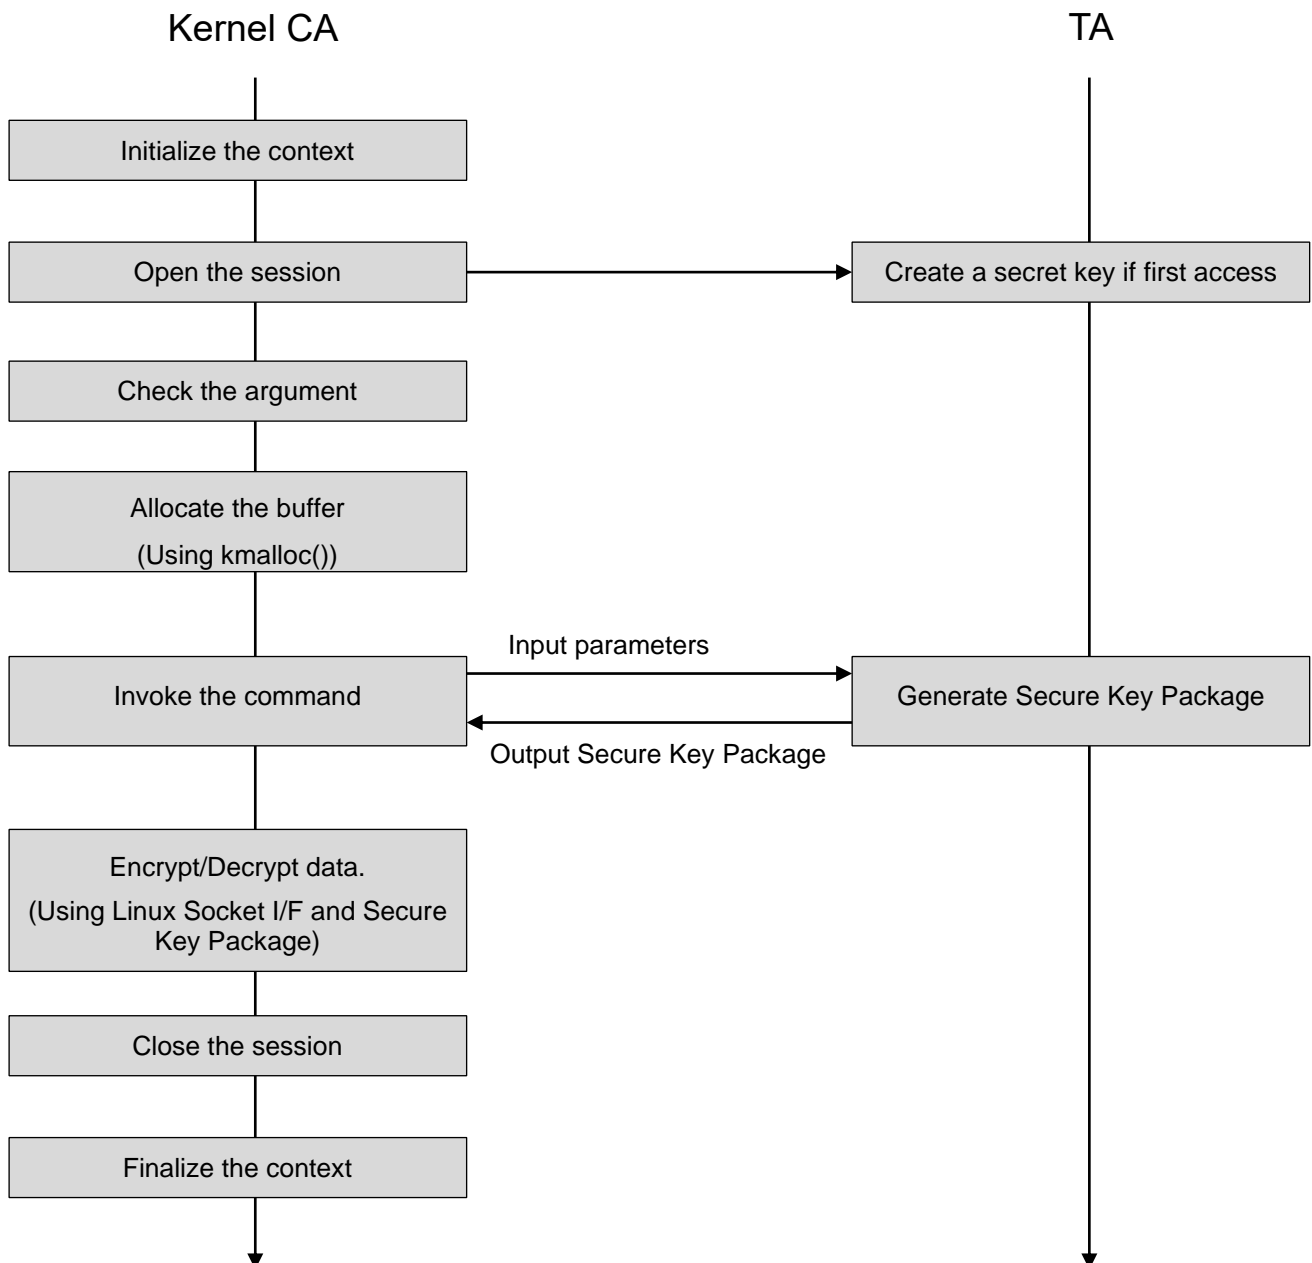 Kernel CA
TA
Initialize the context
Open the session
Create a secret key if first access
Check the argument
Allocate the buffer
(Using kmalloc())
Input parameters
Invoke the command
Generate Secure Key Package
Output Secure Key Package
Encrypt/Decrypt data.
(Using Linux Socket I/F and Secure
Key Package)
Close the session
Finalize the context